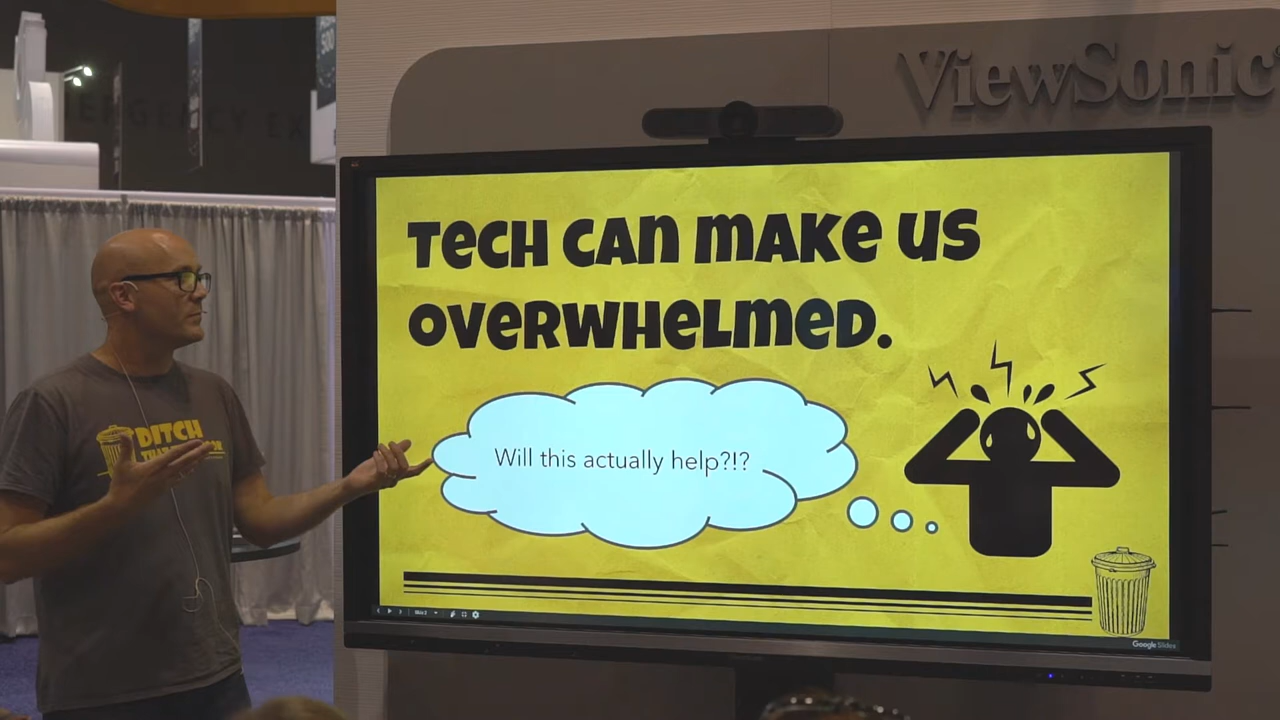 ViewSonic
TECH CAN MAKE US
OVERWHELMED.
Will this actually help?!?
DITCH
Google Slides